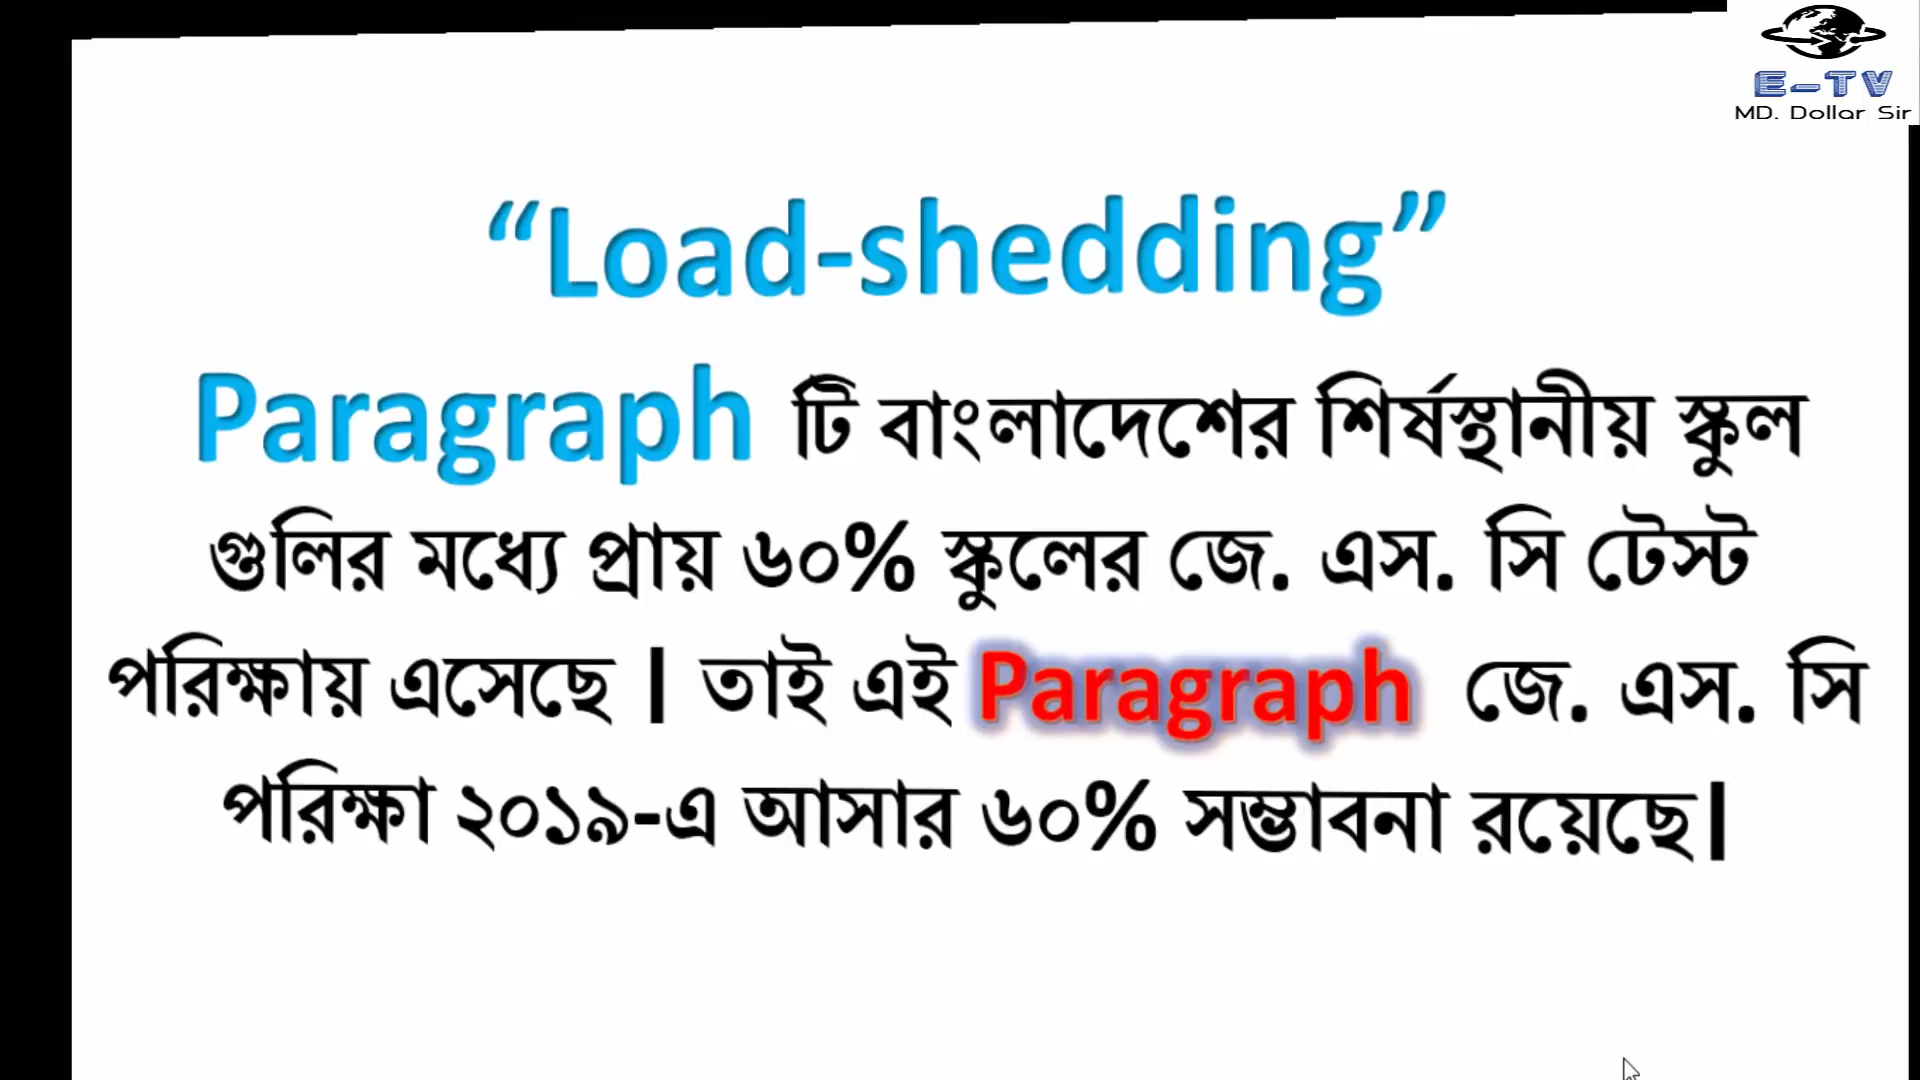 E-TV
MD. Dollar Sir
“Load-shedding”
Paragraph টি বাংলাদেশের শির্ষস্থানীয় স্কুল
গুলির মধ্যে প্রায় ৬০% স্কুলের জে. এস. সি টেস্ট
পরিক্ষায় এসেছে । তাই এই Paragraph জে. এস. সি
পরিক্ষা ২০১৯-এ আসার ৬০% সম্ভাবনা রয়েছে।